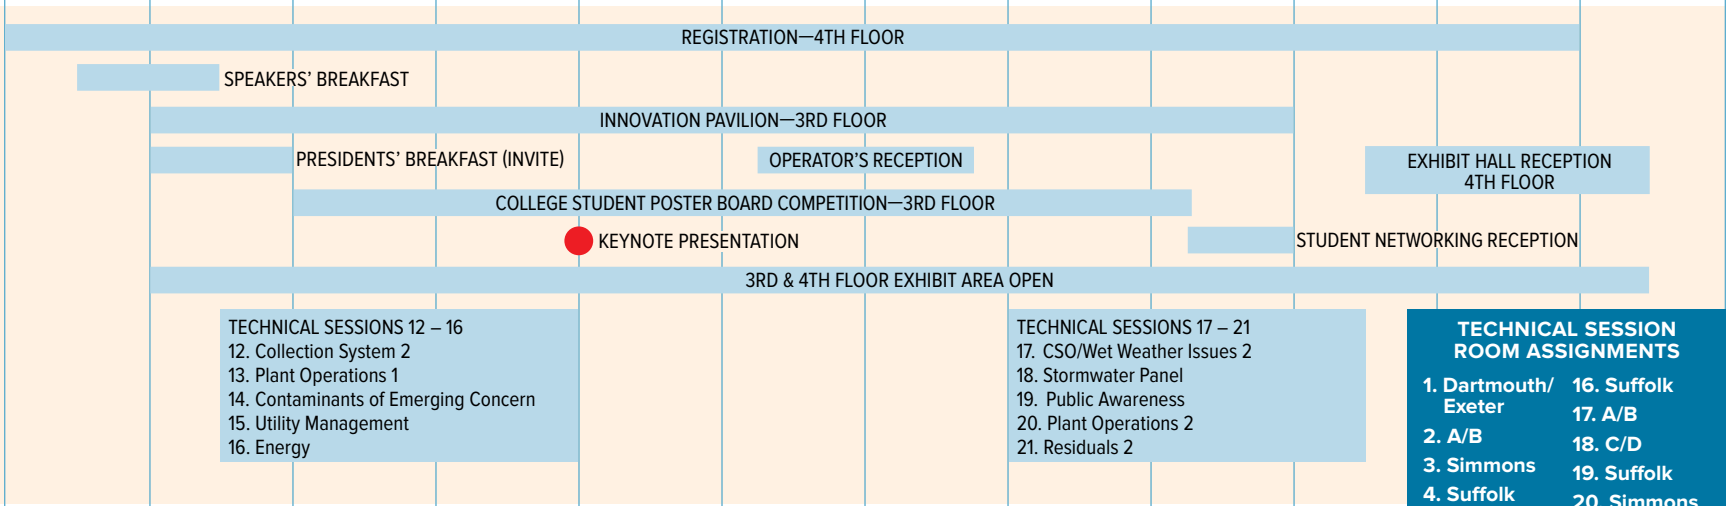 REGISTRATION—4TH FLOOR
SPEAKERS’ BREAKFAST
INNOVATION PAVILION—3RD FLOOR
PRESIDENTS’ BREAKFAST (INVITE)
OPERATOR’S RECEPTION
EXHIBIT HALL RECEPTION
4TH FLOOR
COLLEGE STUDENT POSTER BOARD COMPETITION—3RD FLOOR
KEYNOTE PRESENTATION
STUDENT NETWORKING RECEPTION
3RD & 4TH FLOOR EXHIBIT AREA OPEN
TECHNICAL SESSIONS 12 – 16
12. Collection System 2
13. Plant Operations 1
14. Contaminants of Emerging Concern
15. Utility Management
16. Energy
TECHNICAL SESSIONS 17 – 21
17. CSO/Wet Weather Issues 2
18. Stormwater Panel
19. Public Awareness
20. Plant Operations 2
21. Residuals 2
TECHNICAL SESSION
ROOM ASSIGNMENTS
1. Dartmouth/
Exeter
2. A/B
3. Simmons
4. Suffolk
16. Suffolk
17. A/B
18. C/D
19. Suffolk
20. Simmons